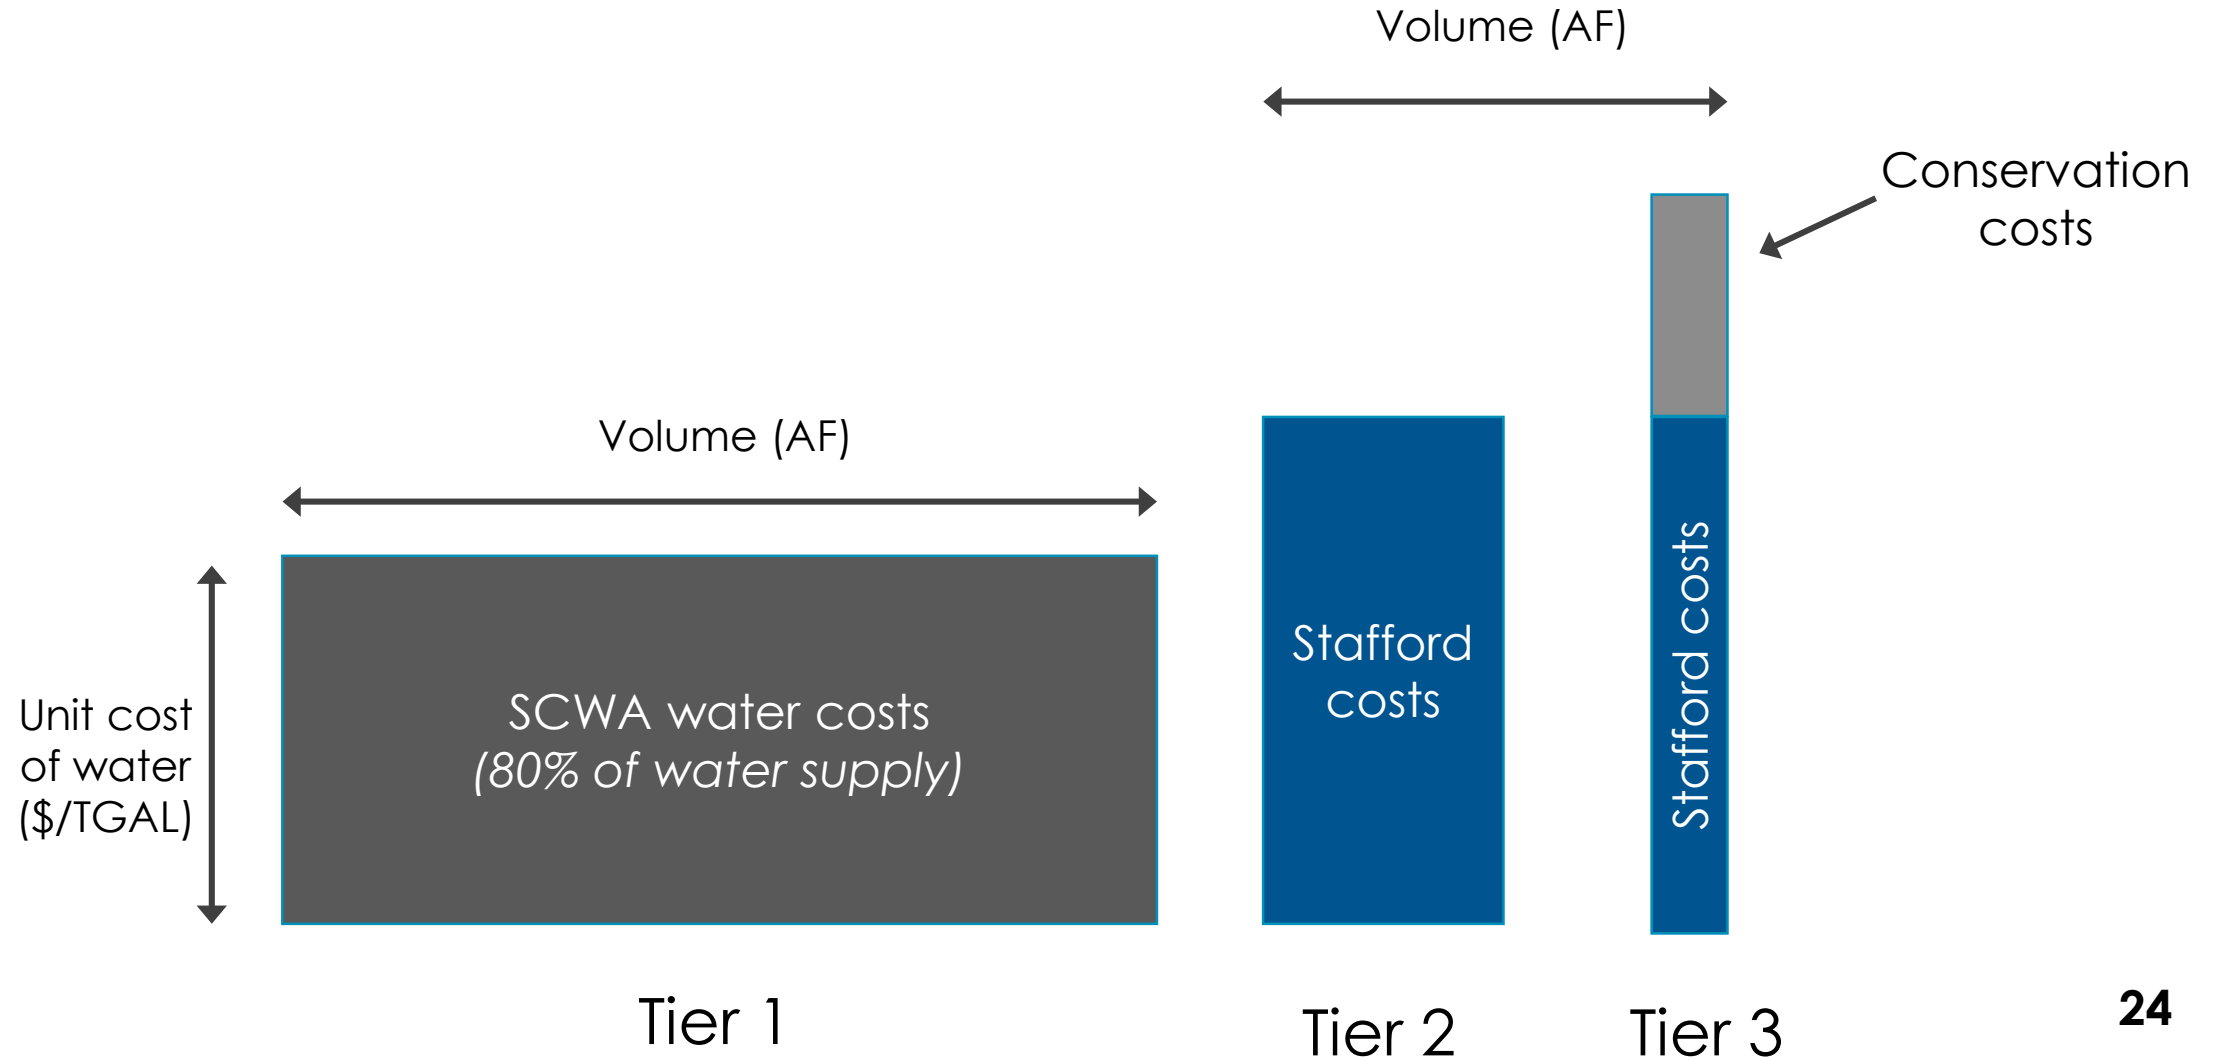 Volume (AF)
Conservation
costs
Volume (AF)
Unit cost
of water
($/TGAL)
SCWA water costs
(80% of water supply)
Stafford
costs
Stafford costs
Tier 1
Tier 2
Tier 3
24